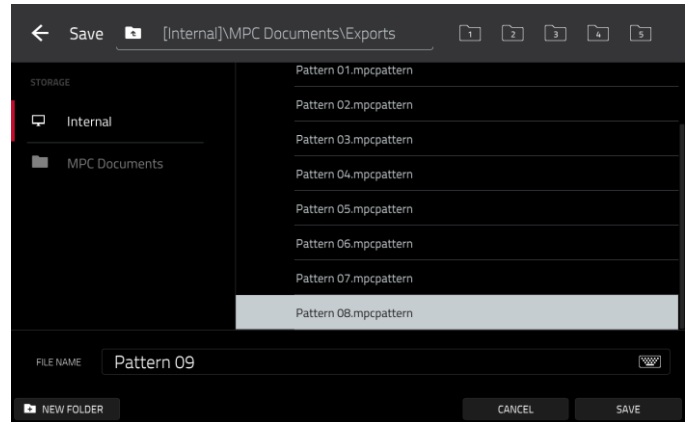 Save [Internal]\MPC Documents\Exports 1 2 3 4 5
STORAGE
Internal
MPC Documents
Pattern 01.mpcpattern
Pattern 02.mpcpattern
Pattern 03.mpcpattern
Pattern 04.mpcpattern
Pattern 05.mpcpattern
Pattern 06.mpcpattern
Pattern 07.mpcpattern
Pattern 08.mpcpattern
FILE NAME Pattern 09
NEW FOLDER CANCEL SAVE